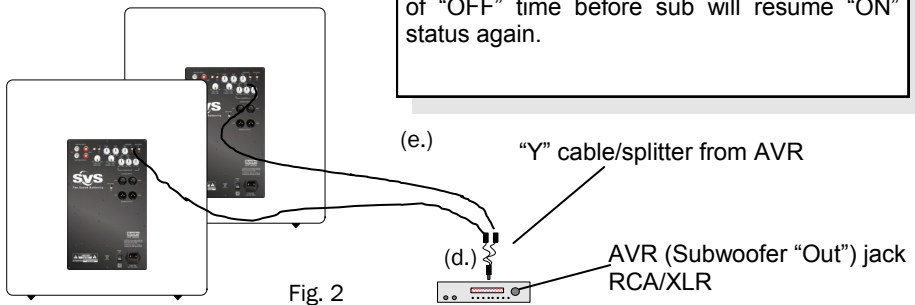 of “OFF” time before sub will resume “ON”
status again.
(e.)
“Y” cable/splitter from AVR
SVS
SVS
(d.)
AVR (Subwoofer “Out”) jack
RCA/XLR
Fig. 2